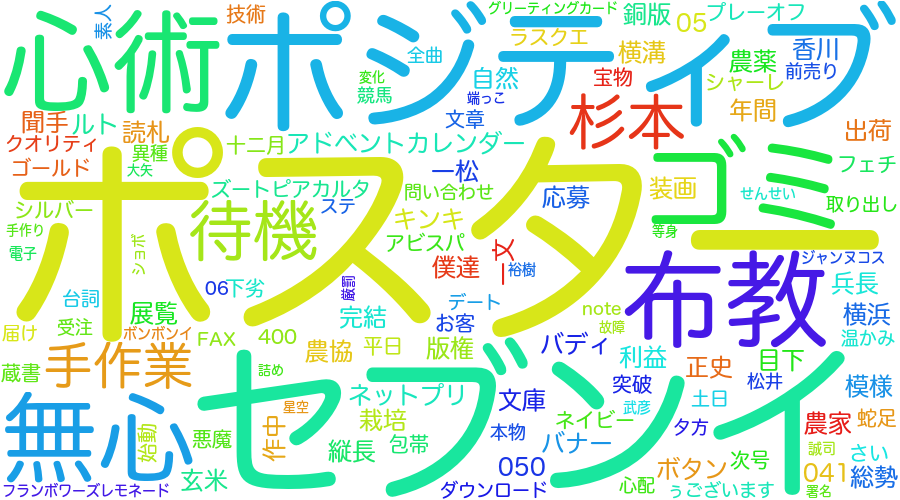 心術
技術
素人
ポジティブ
全曲
変化
競馬
グリーティングカード
ラスクエ
自然
端っこ
文章
銅版
05
プレーオフ
横溝
宝物
農薬
シャーレ
年間
香川
前売り
杉本
出荷
聞手
ルト
クオリティ
読札
異種
大矢
ゴールド
十二月
アドベントカレンダー
一松
ズートピアカルタ
問い合わせ
ステ
応募
装画
ゴミ
フェチ
せんせい
取り出し
等身
シルバー
手作り
電子
ショボ
ポスタ
待機
キンキ
アビスパ
僕達
一文
裕樹
布教
ジャンヌコス
兵長
06
下劣
厳罰
台詞
展覧
届け
受注
ボンボンイ
FAX
400
完結
デート
お客
note
故障
横浜
温かみ
蔵書
手作業
詰め
農協
平日
版権
バディ
利益
正史
目下
松井
模様
無心
セブンイ
星空
作中
ネットプリ
文庫
突破
土日
始動
悪魔
栽培
縦長
包帯
本物
ネイビー
武彦
バナー
夕方
農家
蛇足
誠司
さい
玄米
フランボワーズレモネード
050
ダウンロード
ボタン
心配
次号
ぅございます
041
署名
総勢